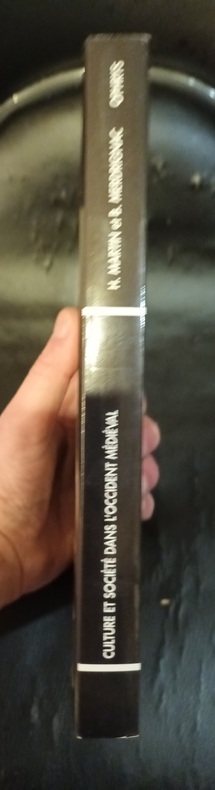 CULTURE ET SOCIÉTÉ DANS L'OCCIDENT MÉDIÉVAL
H. MARTIN et B. MERDRIGNAC
OPHRYS